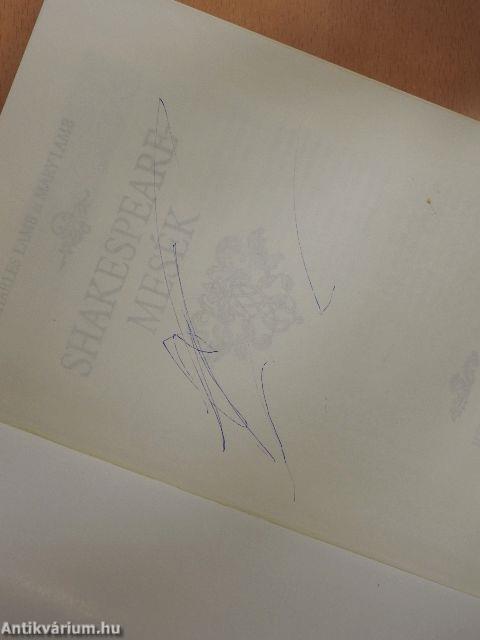 CHARLES LAMB - MARY LAMB
SHAKESPEARE
MESÉK
Antikvárium.hu